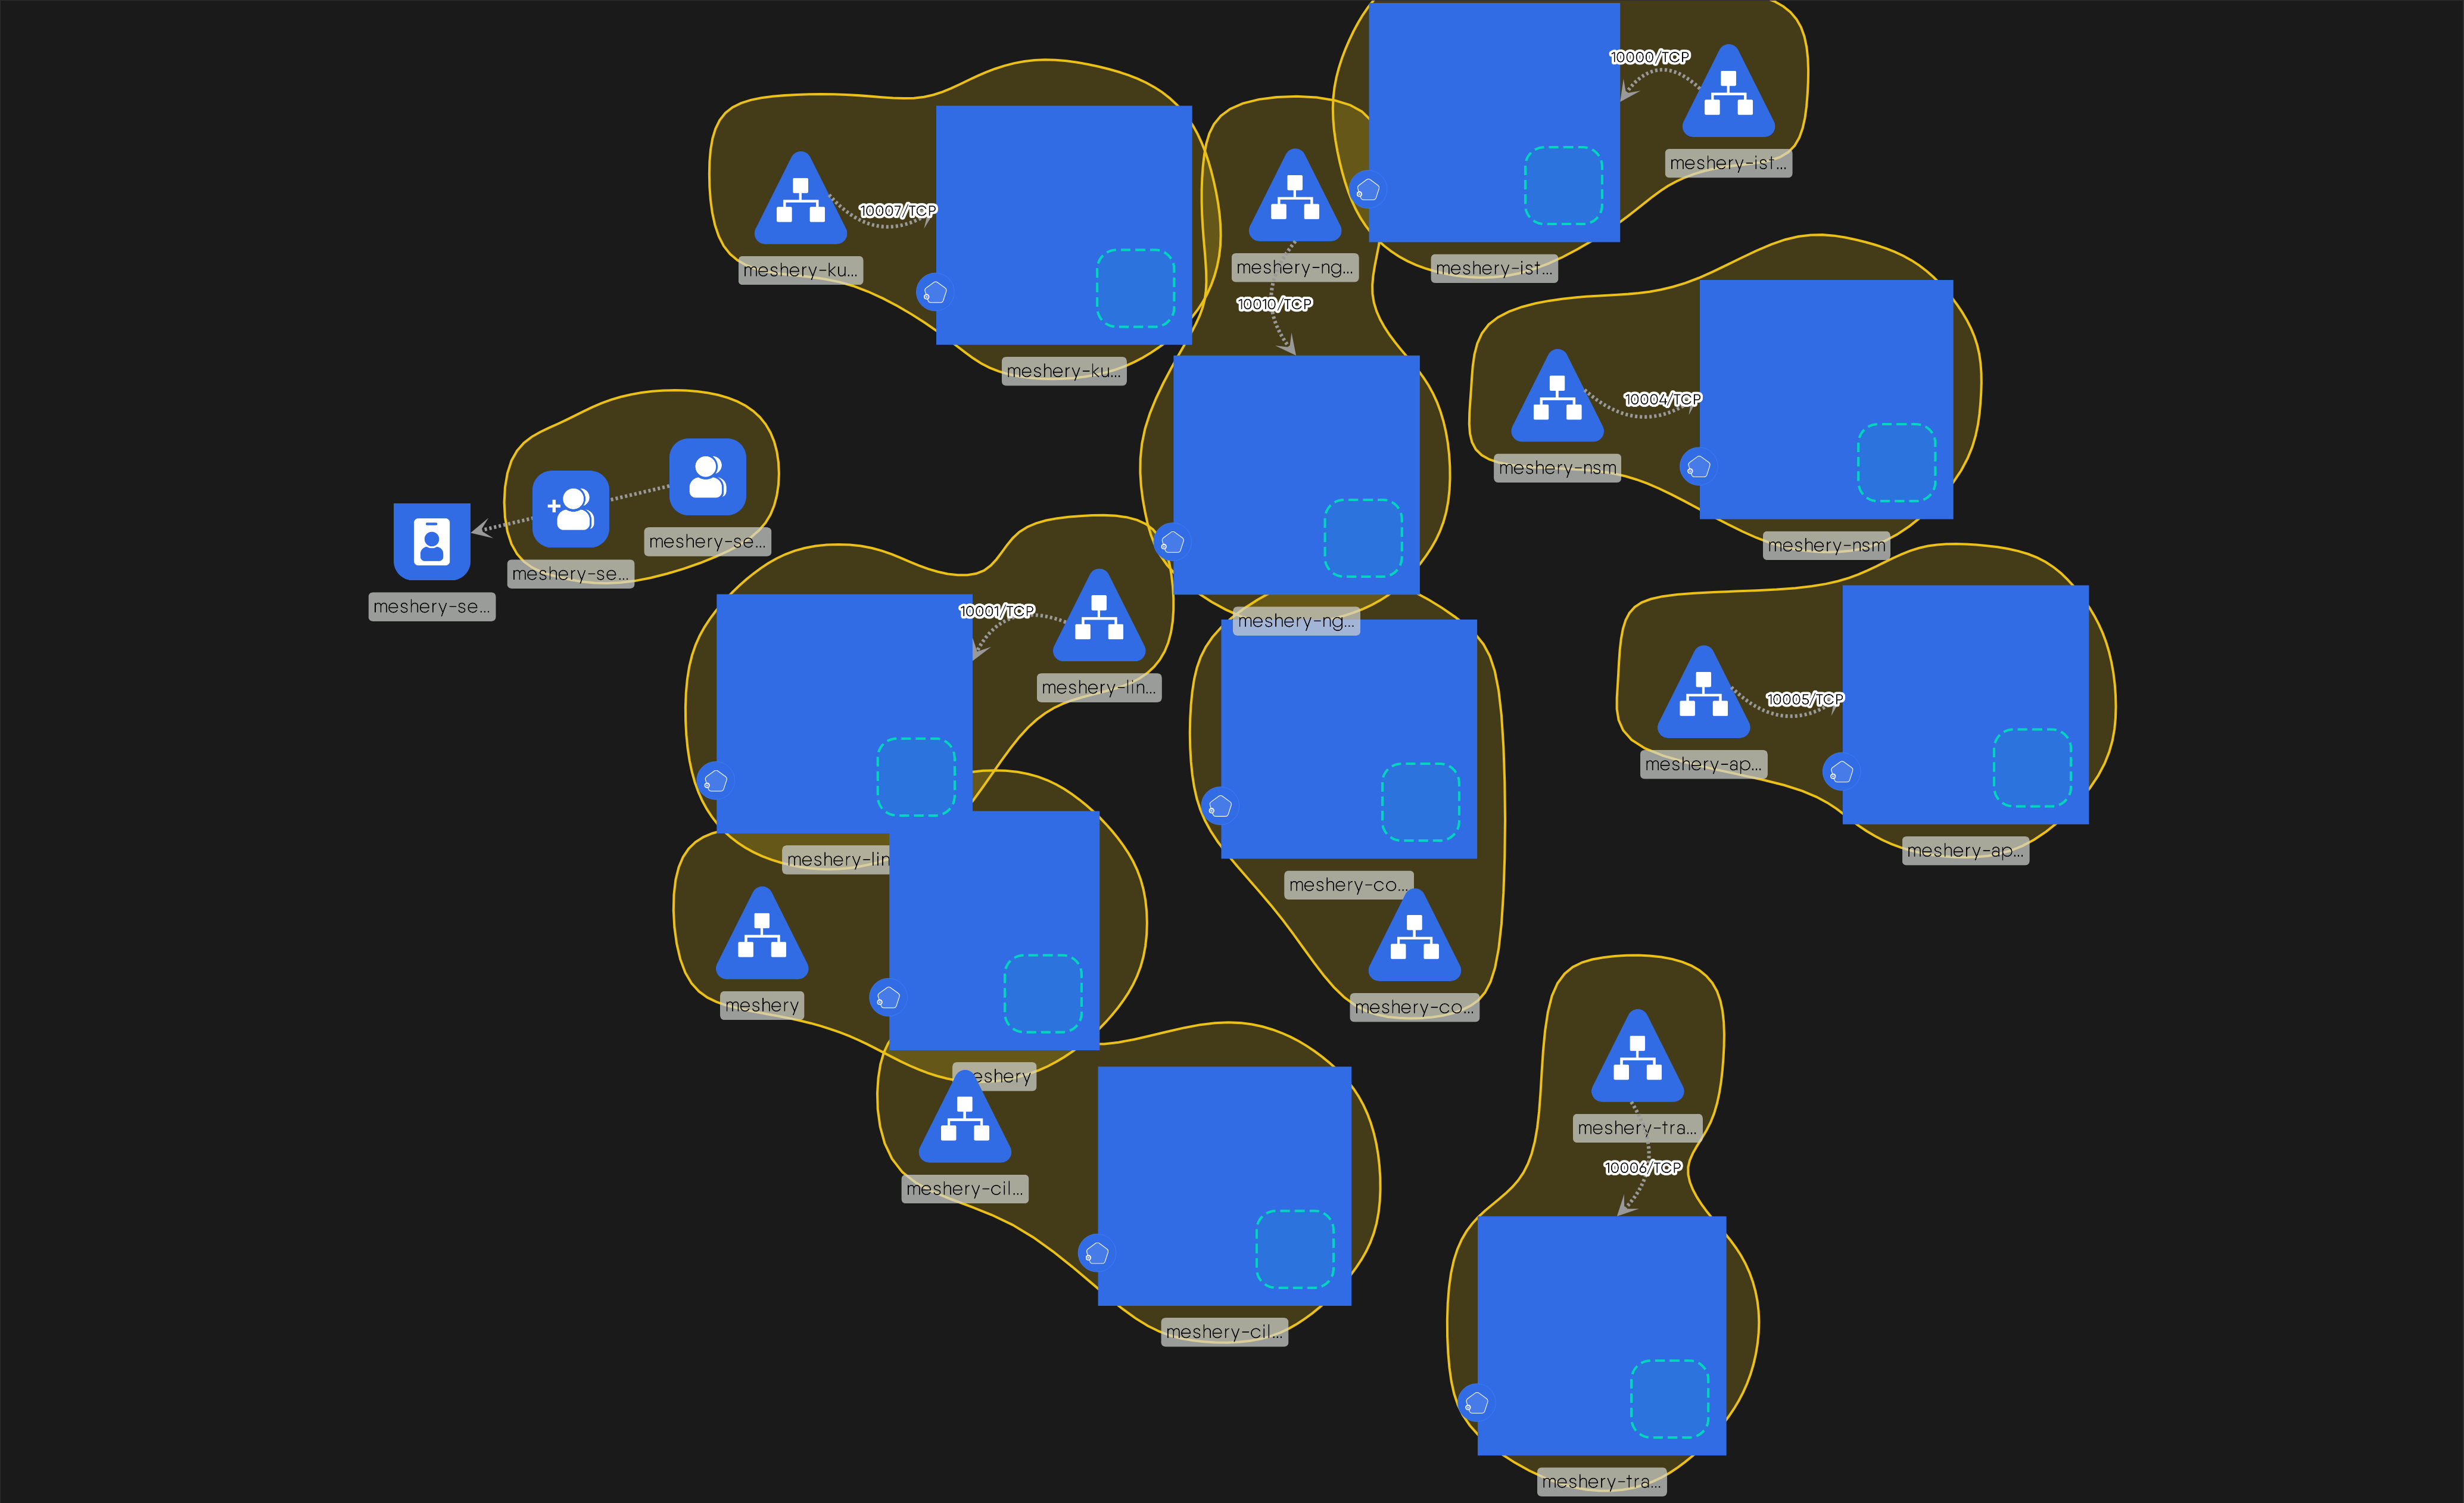 10000/TCP
meshery-ist...
meshery-ist...
10007/TCP
meshery-ku...
meshery-ku...
meshery-ng...
10010/TCP
meshery-ng...
10004/TCP
meshery-nsm
meshery-nsm
meshery-se...
meshery-se...
meshery-se...
10001/TCP
meshery-lin...
meshery-lin
10005/TCP
meshery-ap...
meshery-ap...
meshery-co...
meshery-co...
meshery
eshery
meshery-cil...
meshery-cil...
meshery-tra...
10006/TCP
meshery-tra...